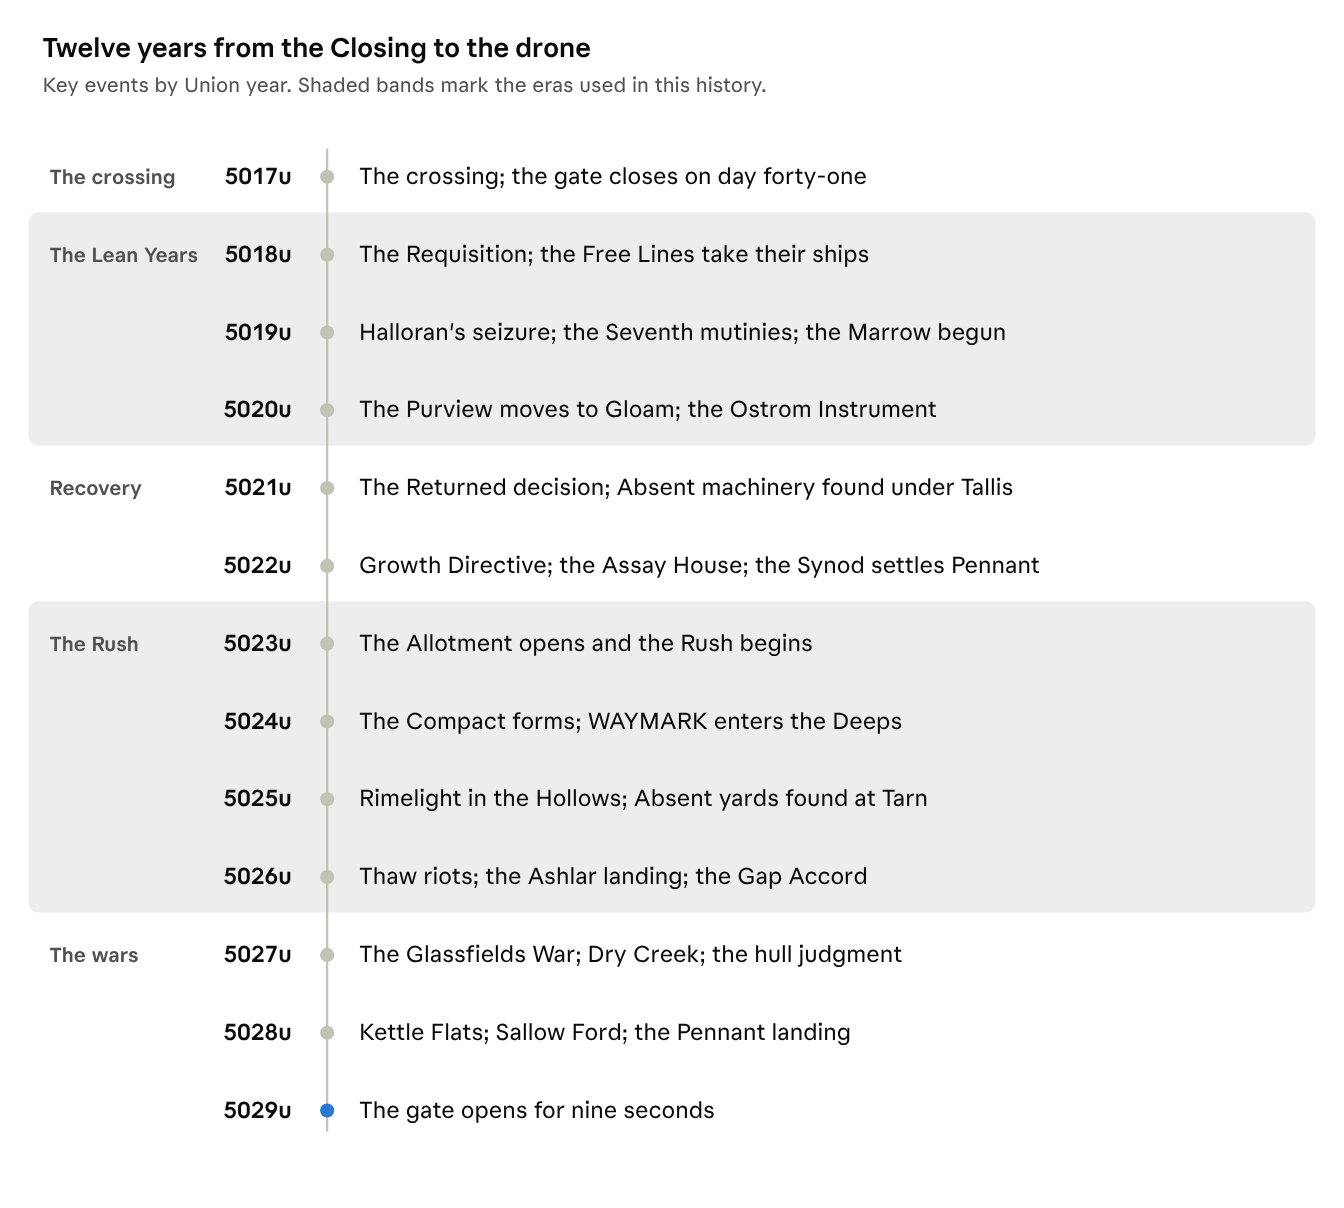 Twelve years from the Closing to the drone
Key events by Union year. Shaded bands mark the eras used in this history.
The crossing 5017u The crossing; the gate closes on day forty-one
The Lean Years 5018u The Requisition; the Free Lines take their ships
5019u Halloran's seizure; the Seventh mutinies; the Marrow begun
5020u The Purview moves to Gloam; the Ostrom Instrument
Recovery 5021u The Returned decision; Absent machinery found under Tallis
5022u Growth Directive; the Assay House; the Synod settles Pennant
The Rush 5023u The Allotment opens and the Rush begins
5024u The Compact forms; WAYMARK enters the Deeps
5025u Rimelight in the Hollows; Absent yards found at Tarn
5026u Thaw riots; the Ashlar landing; the Gap Accord
The wars 5027u The Glassfields War; Dry Creek; the hull judgment
5028u Kettle Flats; Sallow Ford; the Pennant landing
5029u The gate opens for nine seconds